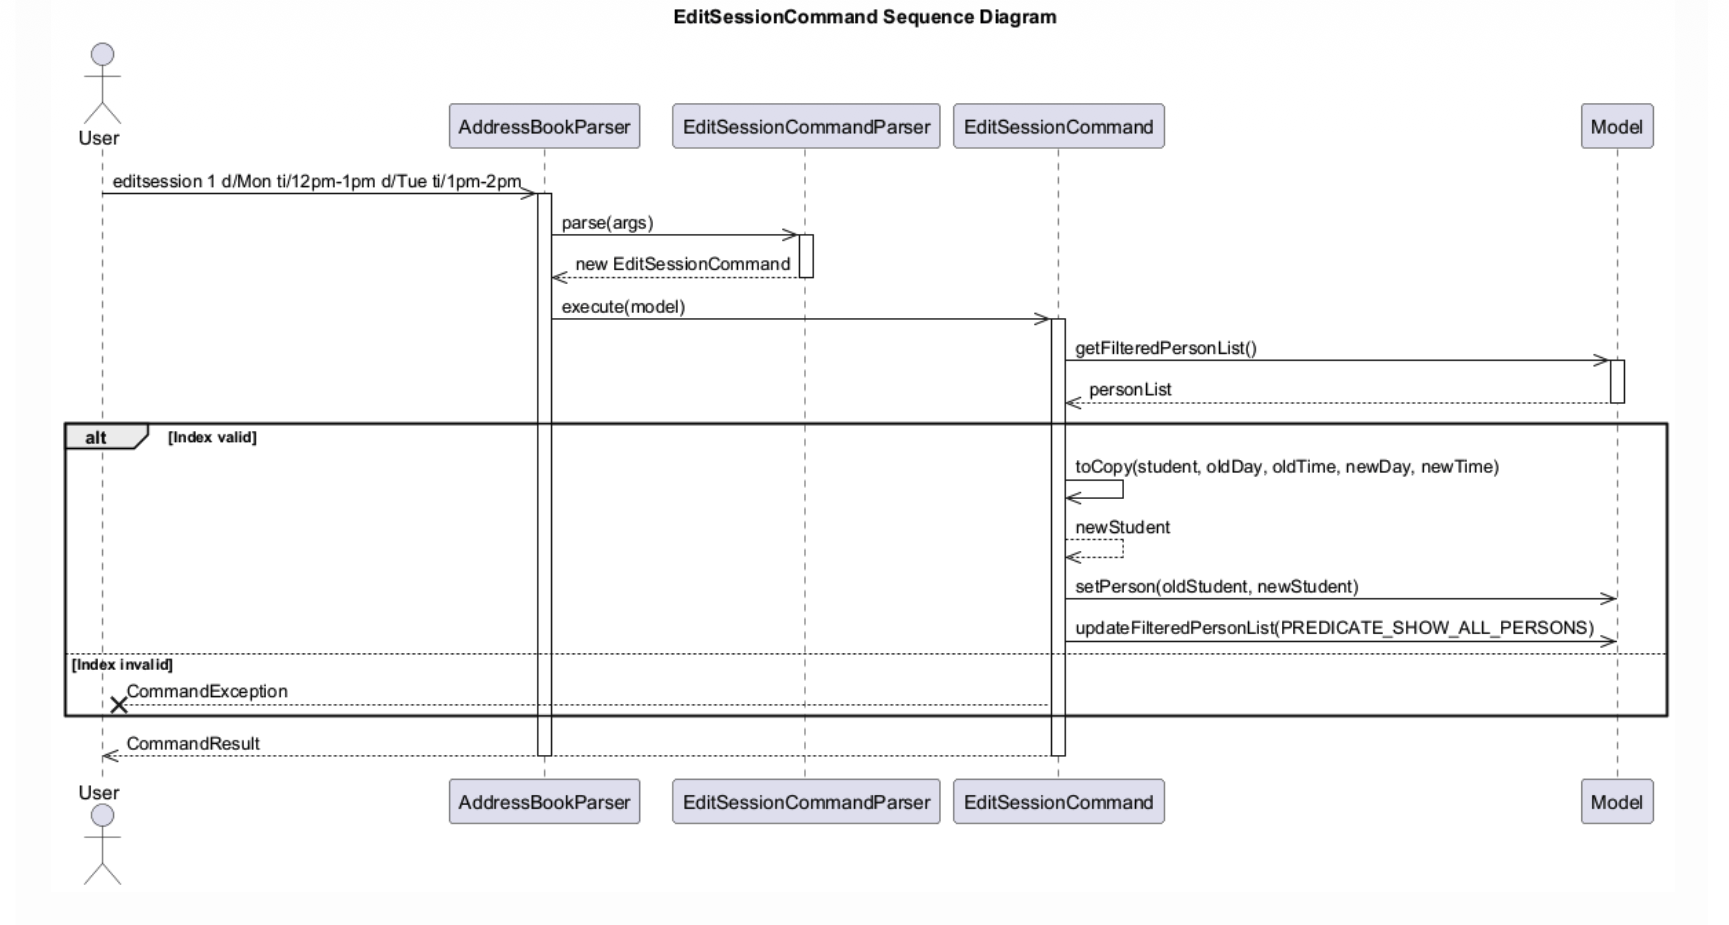 EditSessionCommand Sequence Diagram
User
AddressBookParser
EditSessionCommandParser
EditSessionCommand
Model
editsession 1 d/Mon ti/12pm-1pm d/Tue ti/1pm-2pm
parse(args)
new EditSessionCommand
execute(model)
getFilteredPersonList()
personList
alt
[Index valid]
toCopy(student, oldDay, oldTime, newDay, newTime)
newStudent
setPerson(oldStudent, newStudent)
updateFilteredPersonList(PREDICATE_SHOW_ALL_PERSONS)
[Index invalid]
CommandException
CommandResult
User
AddressBookParser
EditSessionCommandParser
EditSessionCommand
Model